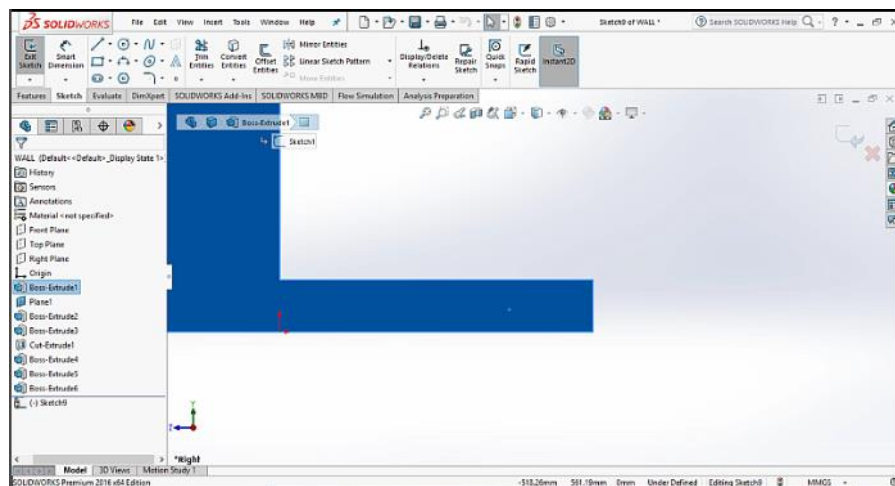 SOLIDWORKS File Edit View Insert Tools Window Help Sketch9 of WALL * Search SOLIDWORKS Help
Exit Sketch Smart Dimension Trim Entities Convert Entities Offset Entities Mirror Entities Linear Sketch Pattern Move Entities Display/Delete Relations Repair Sketch Quick Snaps Rapid Sketch Instant2D
Features Sketch Evaluate DimXpert SOLIDWORKS Add-Ins SOLIDWORKS MBD Flow Simulation Analysis Preparation
Boss-Extrude1
Sketch1
WALL (Default<<Default>_Display State 1>
History
Sensors
Annotations
Material <not specified>
Front Plane
Top Plane
Right Plane
Origin
Boss-Extrude1
Plane1
Boss-Extrude2
Boss-Extrude3
Cut-Extrude1
Boss-Extrude4
Boss-Extrude5
Boss-Extrude6
(-) Sketch9
Y
Z
*Right
Model 3D Views Motion Study 1
SOLIDWORKS Premium 2016 x64 Edition -518.26mm 561.19mm 0mm Under Defined Editing Sketch9 MMGS